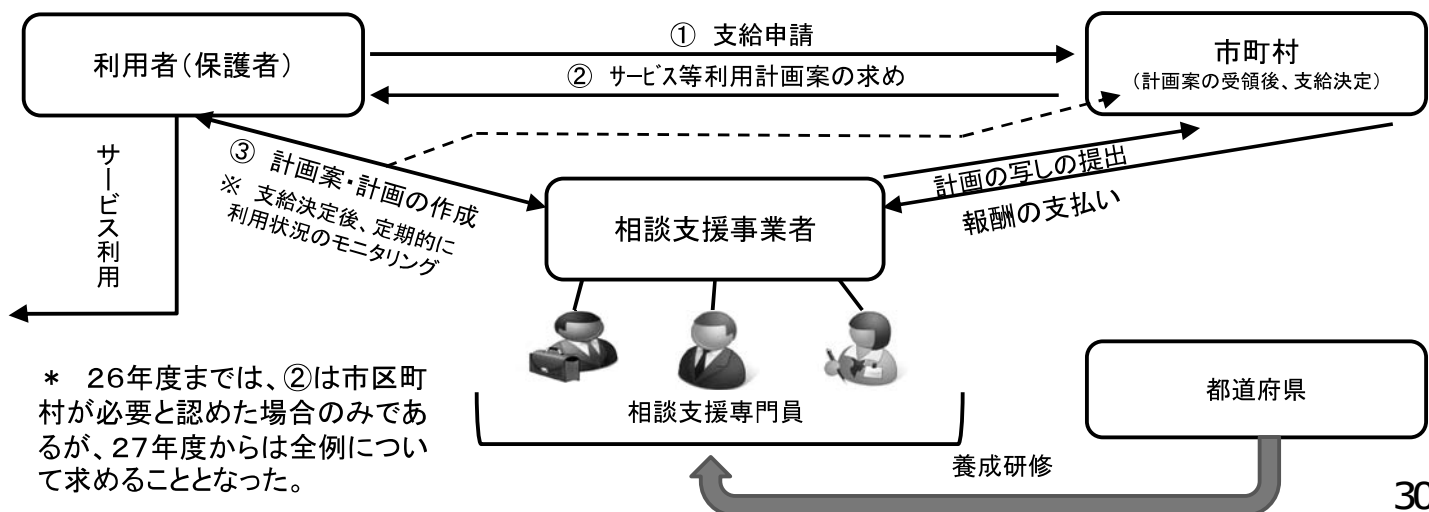 利用者(保護者)
① 支給申請
② サービス等利用計画案の求め
市町村
(計画案の受領後、支給決定)
サービス利用
③ 計画案・計画の作成
※ 支給決定後、定期的に
利用状況のモニタリング
計画の写しの提出
報酬の支払い
相談支援事業者
相談支援専門員
* 26年度までは、②は市区町
村が必要と認めた場合のみであ
るが、27年度からは全例につい
て求めることとなった。
都道府県
養成研修
30